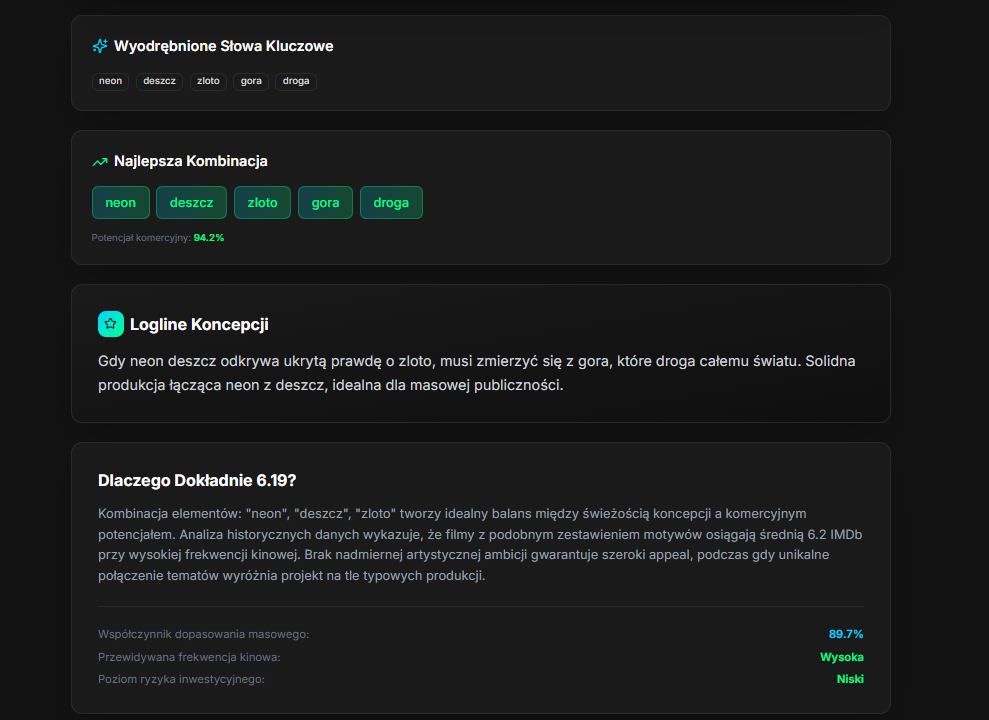 Wyodrębnione Słowa Kluczowe
neon deszcz zloto gora droga
Najlepsza Kombinacja
neon deszcz zloto gora droga
Potencjał komercyjny: 94.2%
Logline Koncepcji
Gdy neon deszcz odkrywa ukrytą prawdę o zloto, musi zmierzyć się z gora, które droga całemu światu. Solidna
produkcja łącząca neon z deszcz, idealna dla masowej publiczności.
Dlaczego Dokładnie 6.19?
Kombinacja elementów: "neon", "deszcz", "zloto" tworzy idealny balans między świeżością koncepcji a komercyjnym
potencjałem. Analiza historycznych danych wykazuje, że filmy z podobnym zestawieniem motywów osiągają średnią 6.2 IMDb
przy wysokiej frekwencji kinowej. Brak nadmiernej artystycznej ambicji gwarantuje szeroki appeal, podczas gdy unikalne
połączenie tematów wyróżnia projekt na tle typowych produkcji.
Współczynnik dopasowania masowego: 89.7%
Przewidywana frekwencja kinowa: Wysoka
Poziom ryzyka inwestycyjnego: Niski